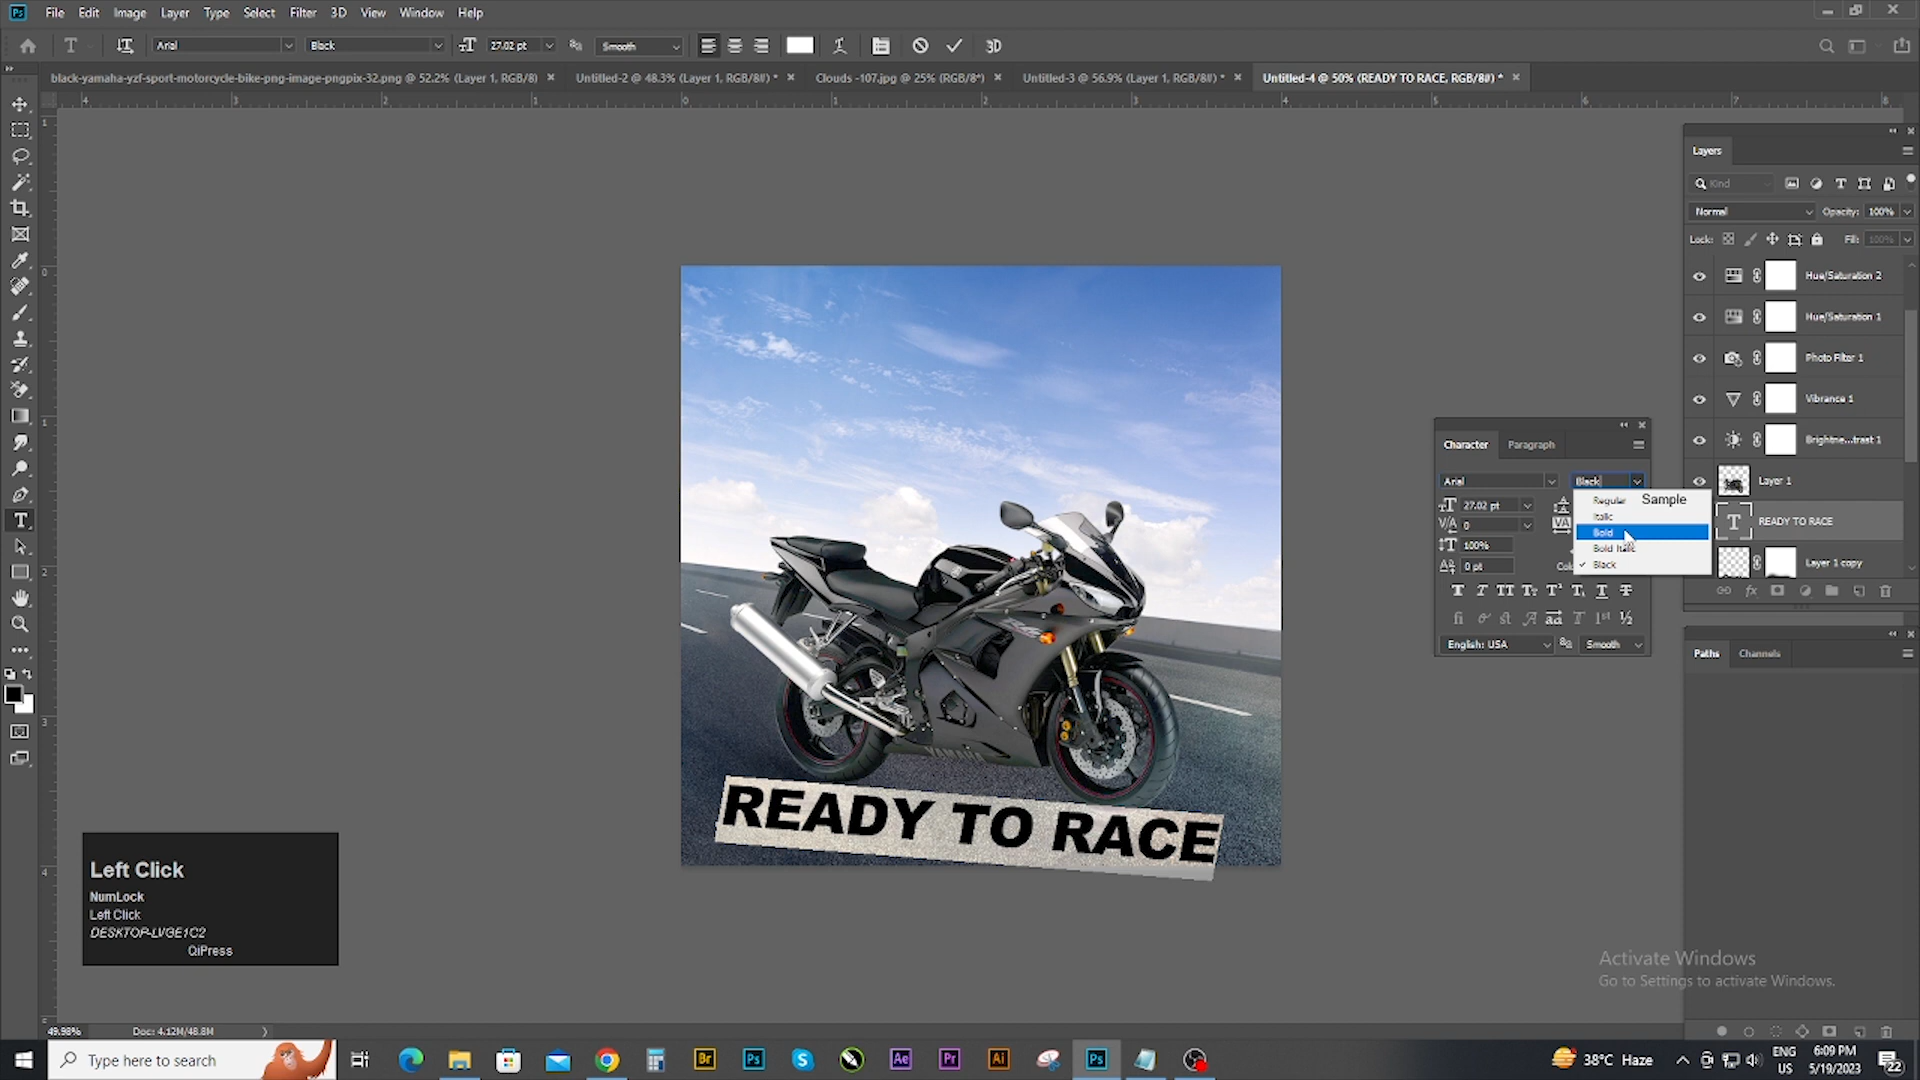 File Edit Image Layer Type Select Filter 3D View Window Help
Arial Black 27.02 pt Smooth 3D
black-yamaha-yzf-sport-motorcycle-bike-png-image-pngpix-32.png @ 52.2% (Layer 1, RGB/8) Untitled-2 @ 48.3% (Layer 1, RGB/8#) * Clouds -107.jpg @ 25% (RGB/8*) Untitled-3 @ 56.9% (Layer 1, RGB/8#) * Untitled-4 @ 50% (READY TO RACE, RGB/8#) *
Layers
Kind
Normal Opacity: 100%
Lock: Fill: 100%
Hue/Saturation 2
Hue/Saturation 1
Photo Filter 1
Vibrance 1
Brightne...trast 1
Layer 1
READY TO RACE
Layer 1 copy
Character Paragraph
Arial Black
27.02 pt
0
100%
0 pt
Regular Sample
Italic
Bold
Bold Italic
Black
English: USA Smooth
Paths Channels
YAMAHA
READY TO RACE
Left Click
NumLock
Left Click
DESKTOP-LVGE1C2
QiPress
Activate Windows
Go to Settings to activate Windows.
49.98% Doc: 4.12M/48.8M
Type here to search
38°C Haze
ENG
US
6:09 PM
5/19/2023
22